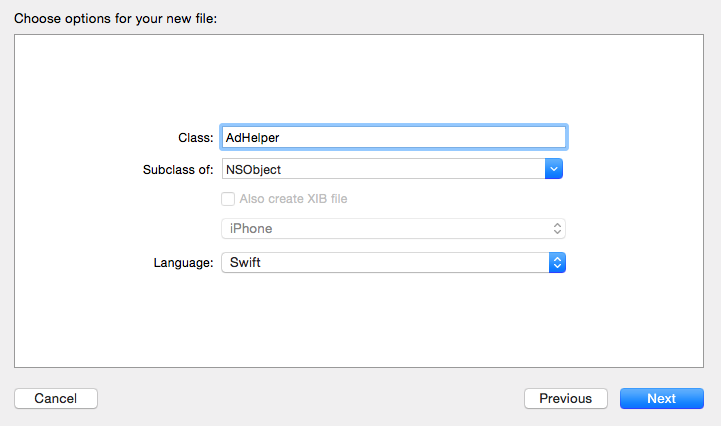 Choose options for your new file:
Class: AdHelper
Subclass of: NSObject
Also create XIB file
iPhone
Language: Swift
Cancel Previous Next